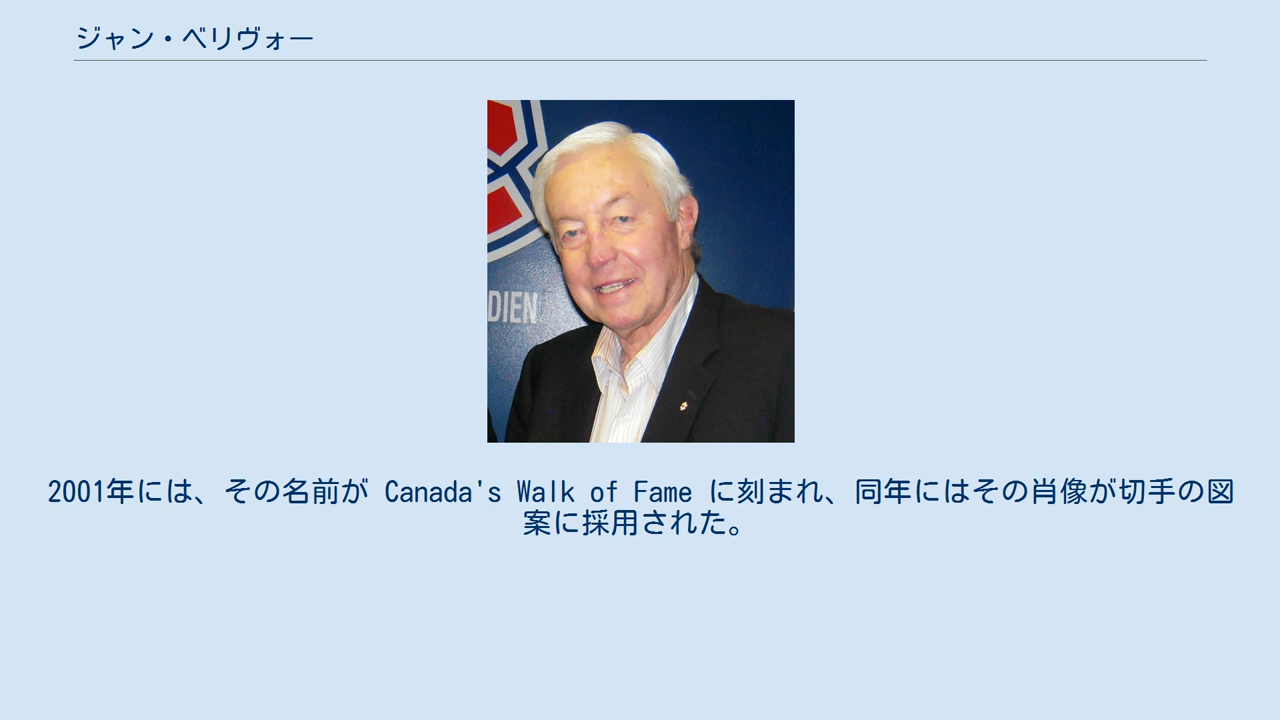 ジャン・ベリヴォー
DIEN
2001年には、その名前が Canada's Walk of Fame に刻まれ、同年にはその肖像が切手の図
案に採用された。